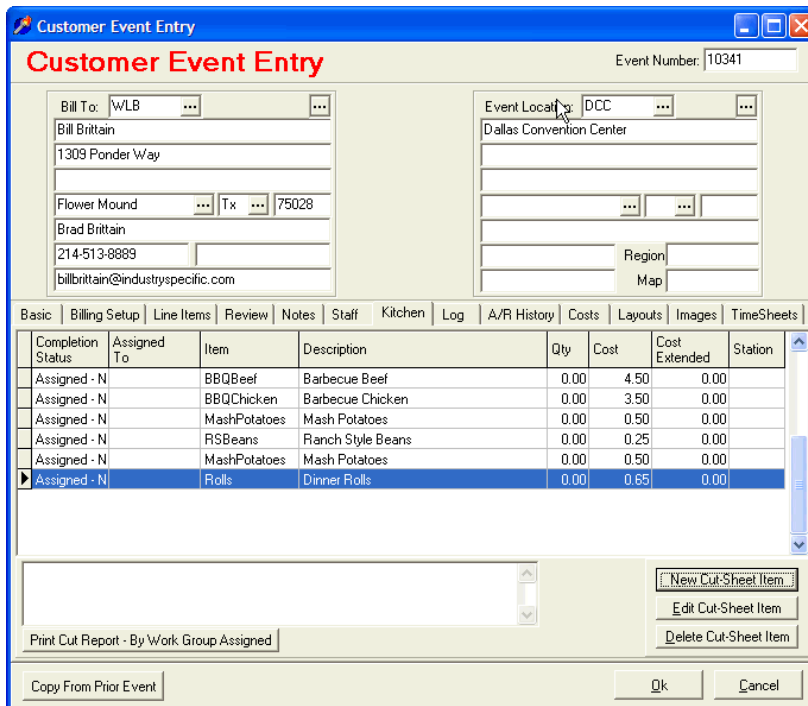 Customer Event Entry
Customer Event Entry
Event Number: 10341
Bill To: WLB ... ...
Bill Brittain
1309 Ponder Way
Flower Mound ... Tx ... 75028
Brad Brittain
214-513-8889
billbrittain@industryspecific.com
Event Location: DCC ... ...
Dallas Convention Center
... ...
Region
Map
Basic Billing Setup Line Items Review Notes Staff Kitchen Log A/R History Costs Layouts Images TimeSheets
Completion Status Assigned To Item Description Qty Cost Cost Extended Station
Assigned - N BBQBeef Barbecue Beef 0.00 4.50 0.00
Assigned - N BBQChicken Barbecue Chicken 0.00 3.50 0.00
Assigned - N MashPotatoes Mash Potatoes 0.00 0.50 0.00
Assigned - N RSBeans Ranch Style Beans 0.00 0.25 0.00
Assigned - N MashPotatoes Mash Potatoes 0.00 0.50 0.00
Assigned - N Rolls Dinner Rolls 0.00 0.65 0.00
New Cut-Sheet Item
Edit Cut-Sheet Item
Print Cut Report - By Work Group Assigned
Delete Cut-Sheet Item
Copy From Prior Event
Ok
Cancel